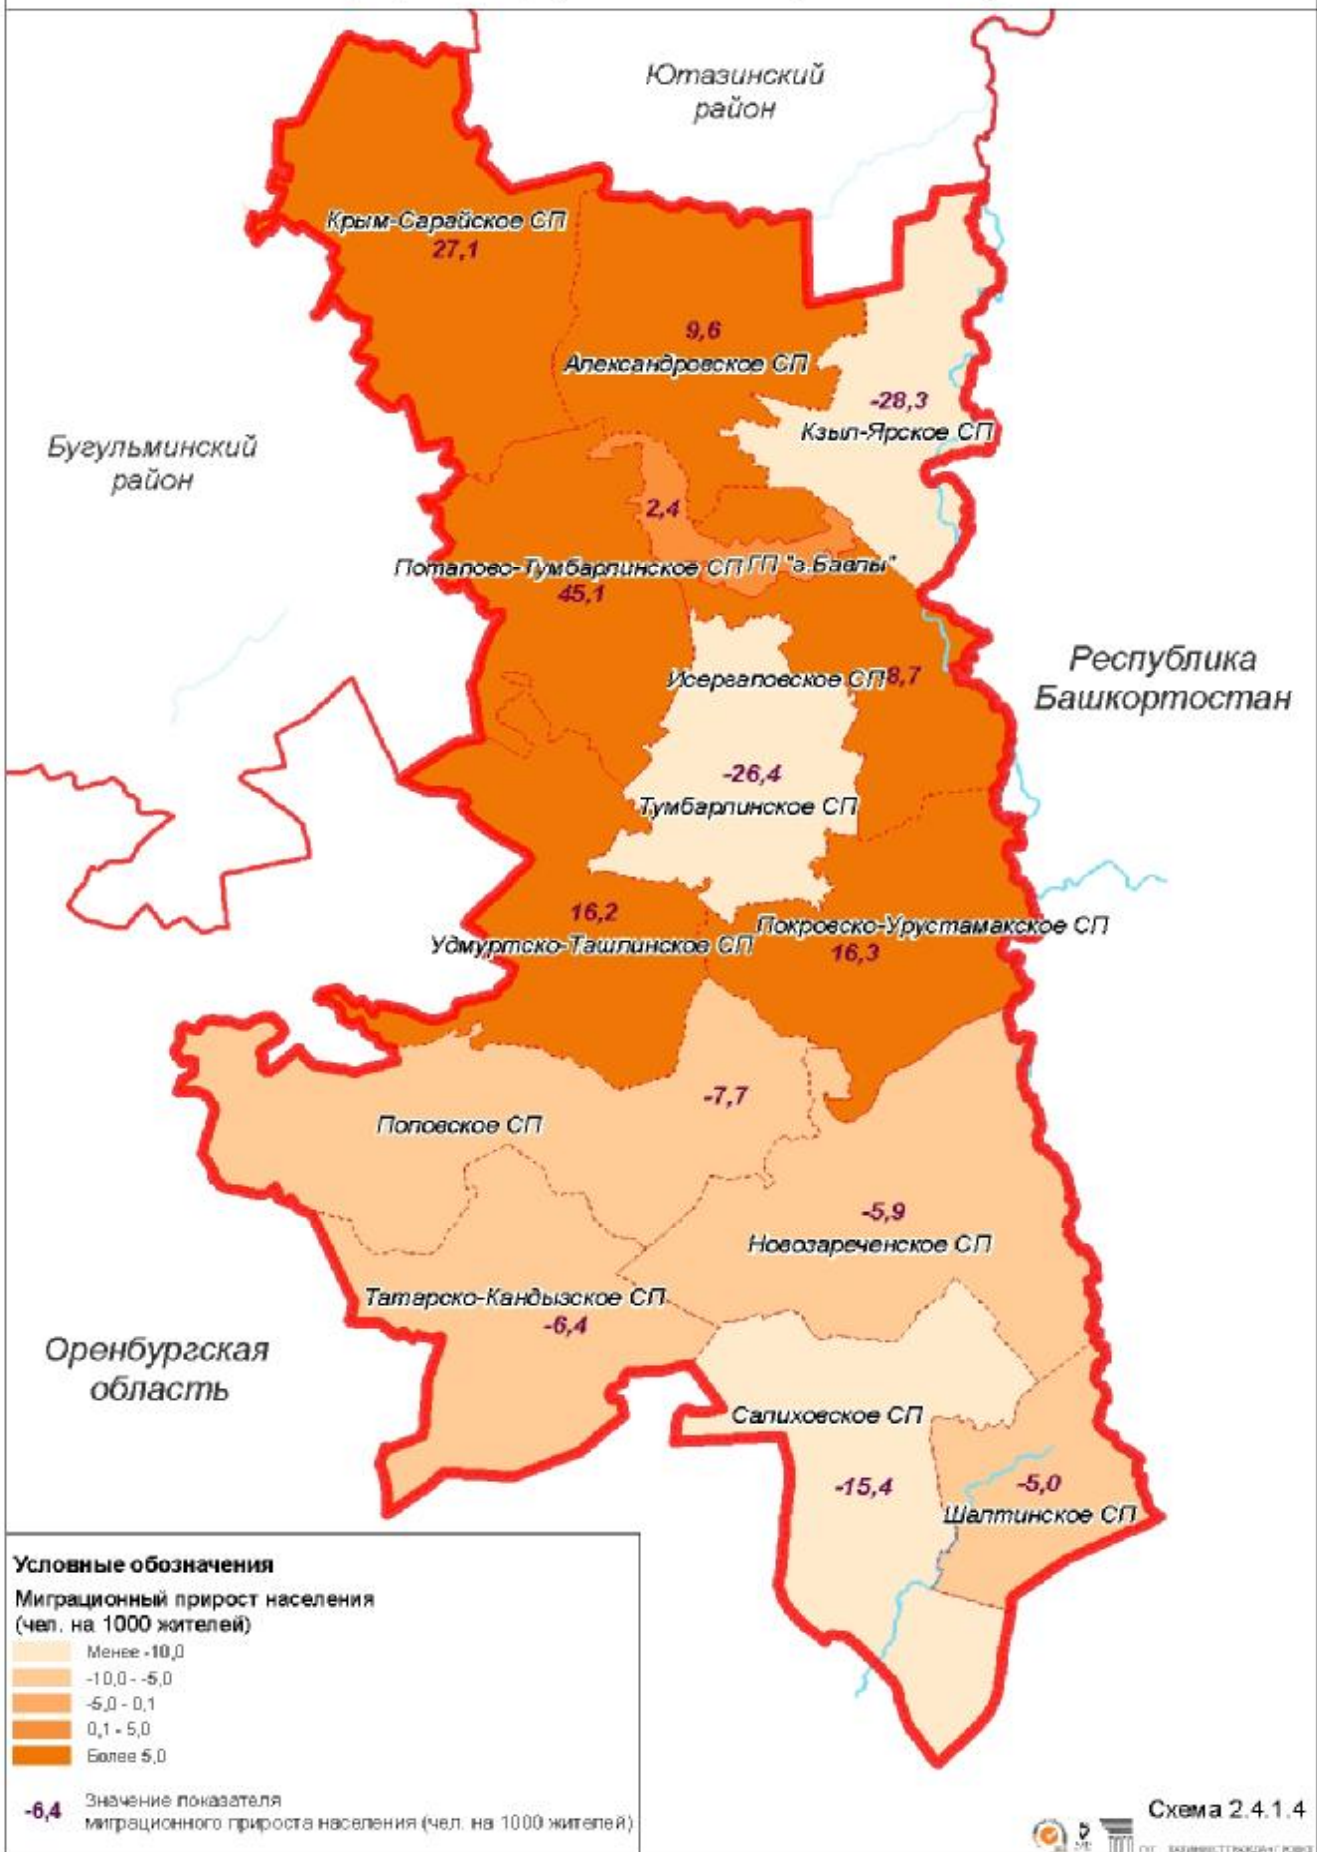 Ютазинский
район
Крым-Сарайское СП
27,1
9,6
Александровское СП
-28,3
Кзыл-Ярское СП
Бугульминский
район
2,4
Потапово-Тумбарлинское СП
ГП "г.Бавлы"
45,1
Республика
Башкортостан
Исергаповское СП
8,7
-26,4
Тумбарлинское СП
16,2
Удмуртско-Ташлинское СП
Покровско-Урустамакское СП
16,3
-7,7
Поповское СП
-5,9
Новозареченское СП
Татарско-Кандызское СП
-6,4
Оренбургская
область
Салиховское СП
-15,4
-5,0
Шалтинское СП
Условные обозначения
Миграционный прирост населения
(чел. на 1000 жителей)
Менее -10,0
-10,0 - -5,0
-5,0 - 0,1
0,1 - 5,0
Более 5,0
-6,4 Значение показателя
миграционного прироста населения (чел. на 1000 жителей)
Схема 2.4.1.4